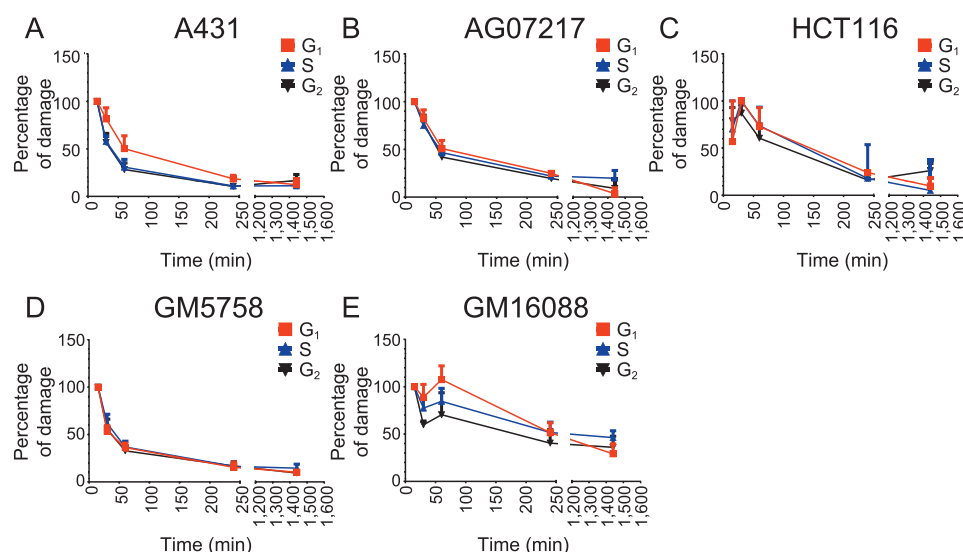 A A431
G1
S
G2
Percentage
of damage
150
100
50
0
0 50 100 150 200 250 1,200 1,300 1,400 1,500 1,600
Time (min)
B AG07217
G1
S
G2
Percentage
of damage
150
100
50
0
0 50 100 150 200 250 1,200 1,300 1,400 1,500 1,600
Time (min)
C HCT116
G1
S
G2
Percentage
of damage
150
100
50
0
0 50 100 150 200 250 1,200 1,300 1,400 1,500 1,600
Time (min)
D GM5758
G1
S
G2
Percentage
of damage
150
100
50
0
0 50 100 150 200 250 1,200 1,300 1,400 1,500 1,600
Time (min)
E GM16088
G1
S
G2
Percentage
of damage
150
100
50
0
0 50 100 150 200 250 1,200 1,300 1,400 1,500 1,600
Time (min)